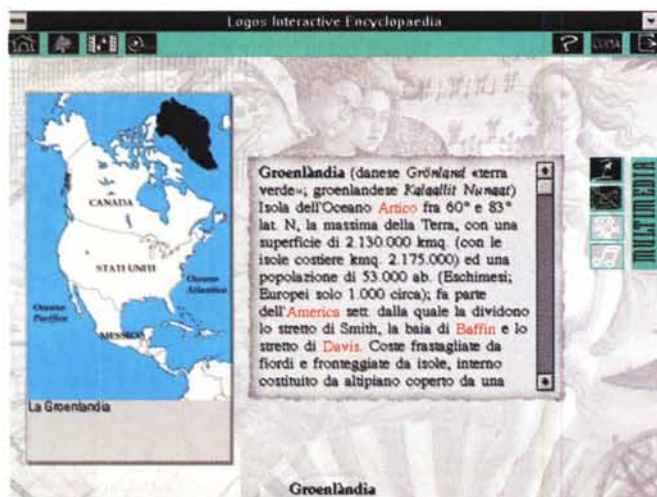 Logos Interactive Encyclopaedia
?
COPIA
CANADA
STATI UNITI
Oceano
Atlantico
Oceano
Pacifico
MESSICO
La Groenlandia
Groenlàndia (danese Grönland «terra
verde»; groenlandese Kalaallit Nunaat)
Isola dell'Oceano Artico fra 60° e 83°
lat. N, la massima della Terra, con una
superficie di 2.130.000 kmq. (con le
isole costiere kmq. 2.175.000) ed una
popolazione di 53.000 ab. (Eschimesi;
Europei solo 1.000 circa); fa parte
dell'America sett. dalla quale la dividono
lo stretto di Smith, la baia di Baffin e lo
stretto di Davis. Coste frastagliate da
fiordi e fronteggiate da isole, interno
costituito da altipiano coperto da una
MULTIMEDIA
Groenlàndia